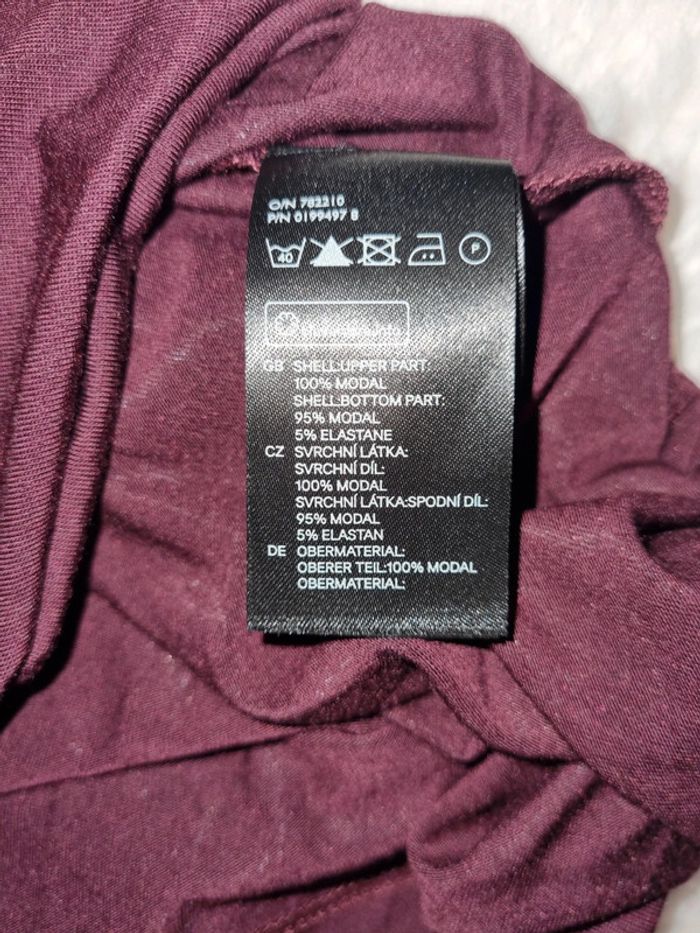 O/N 782210
P/N 0199497 8
40
P
GB SHELL:UPPER PART:
100% MODAL
SHELL:BOTTOM PART:
95% MODAL
5% ELASTANE
CZ SVRCHNÍ LÁTKA:
SVRCHNÍ DÍL:
100% MODAL
SVRCHNÍ LÁTKA:SPODNÍ DÍL:
95% MODAL
5% ELASTAN
DE OBERMATERIAL:
OBERER TEIL:100% MODAL
OBERMATERIAL: